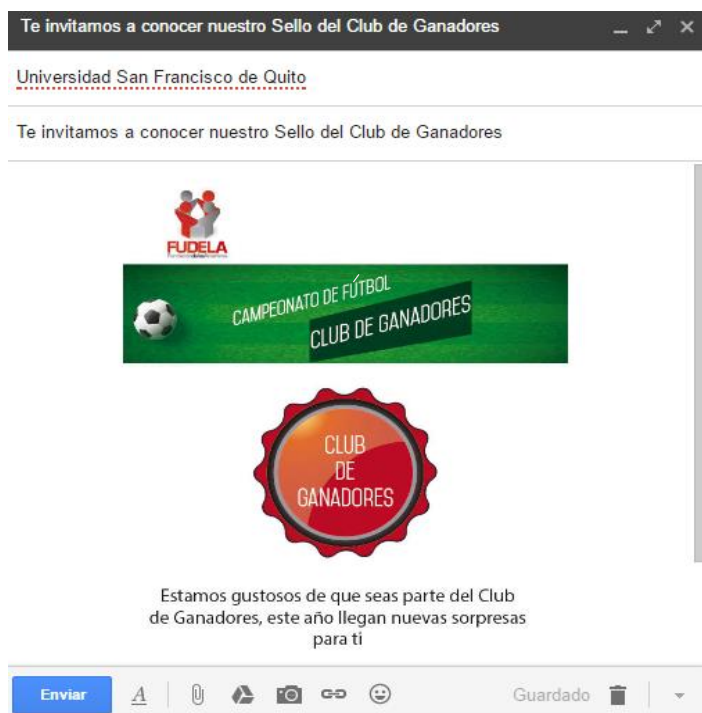 Te invitamos a conocer nuestro Sello del Club de Ganadores
Universidad San Francisco de Quito
Te invitamos a conocer nuestro Sello del Club de Ganadores
FUDELA
CAMPEONATO DE FÚTBOL
CLUB DE GANADORES
CLUB
DE
GANADORES
Estamos gustosos de que seas parte del Club
de Ganadores, este año llegan nuevas sorpresas
para ti
Enviar
A
Guardado